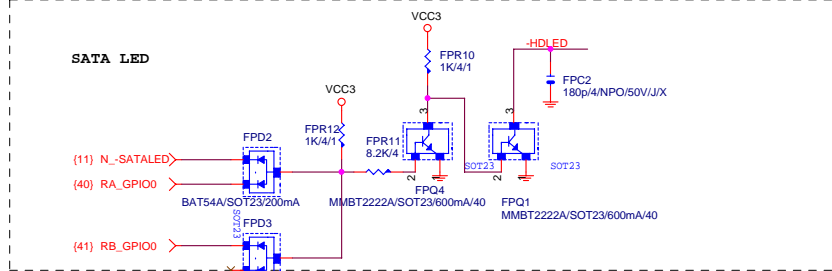 VCC3
-HDLED
SATA LED
FPR10
1K/4/1
FPC2
180p/4/NPO/50V/J/X
VCC3
3
3
FPR12
1K/4/1
FPD2
FPR11
8.2K/4
{11} N_-SATALED
SOT23
SOT23
2
2
{40} RA_GPIO0
FPQ4
FPQ1
BAT54A/SOT23/200mA
MMBT2222A/SOT23/600mA/40
MMBT2222A/SOT23/600mA/40
SOT23
FPD3
{41} RB_GPIO0